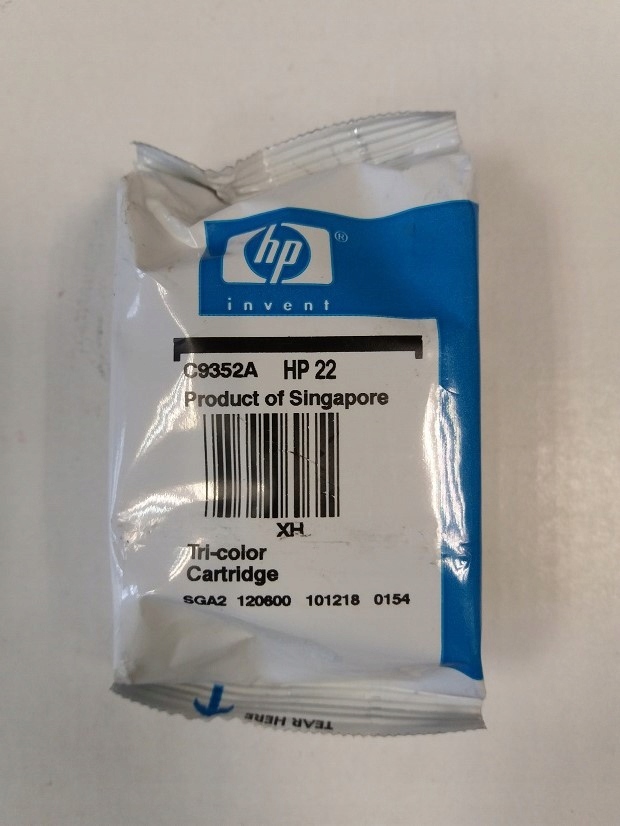 hp ®
invent
C9352A HP 22
Product of Singapore
XH
Tri-color
Cartridge
SGA2 120600 101218 0154
TEAR HERE